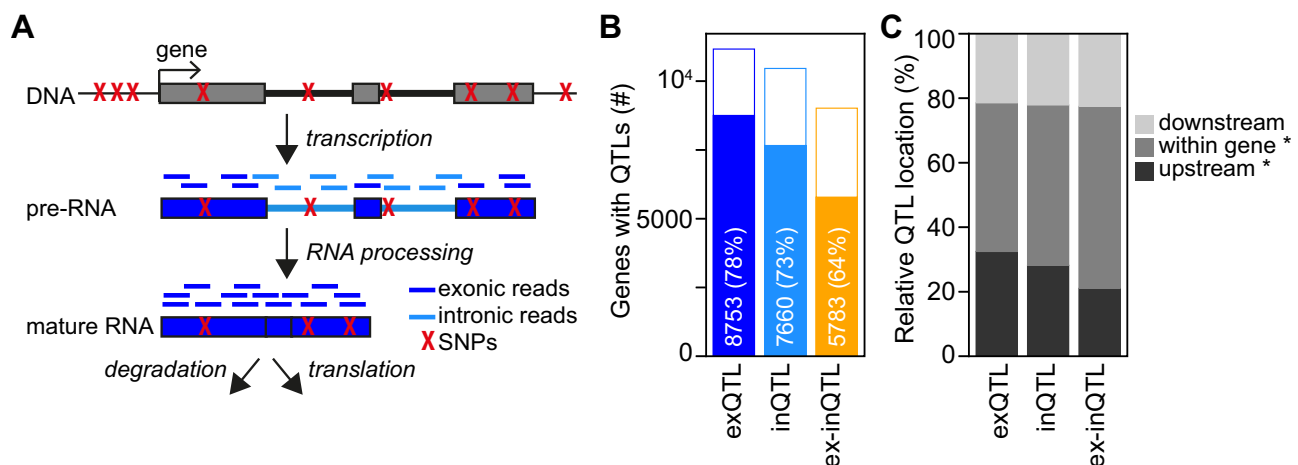 A
gene
DNA
transcription
pre-RNA
RNA processing
exonic reads
intronic reads
SNPs
mature RNA
degradation
translation
B
Genes with QTLs (#)
10⁴
5000
0
8753 (78%)
7660 (73%)
5783 (64%)
exQTL
inQTL
ex-inQTL
C
Relative QTL location (%)
100
80
60
40
20
0
exQTL
inQTL
ex-inQTL
downstream
within gene *
upstream *